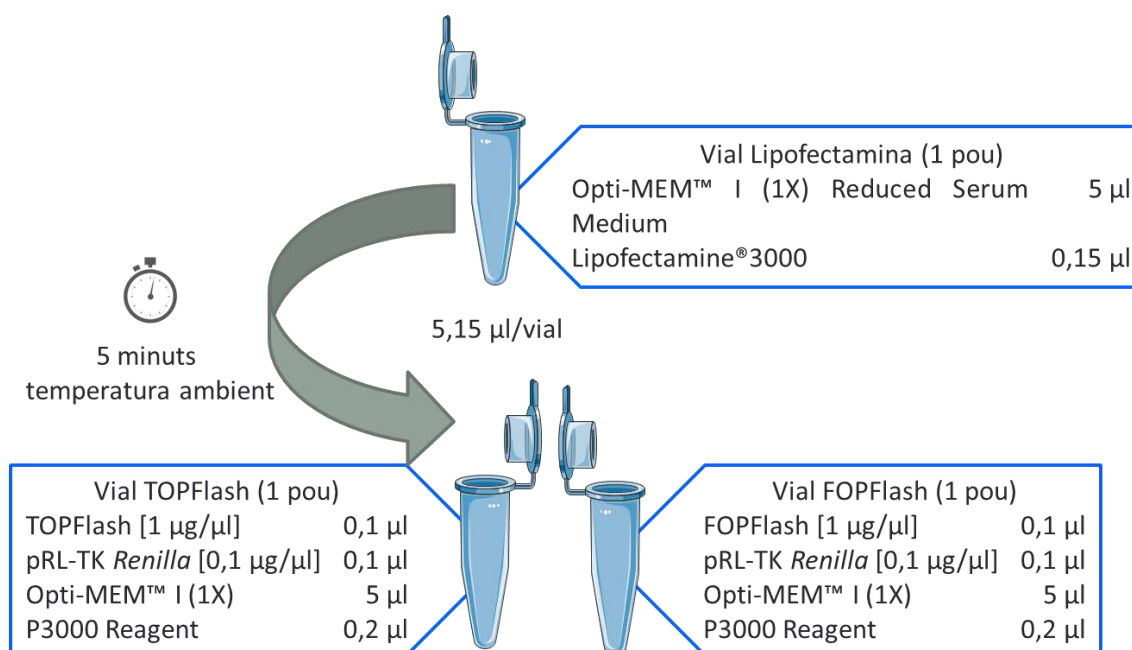 Vial Lipofectamina (1 pou)
Opti-MEM™ I (1X) Reduced Serum Medium 5 µl
Lipofectamine®3000 0,15 µl
5,15 µl/vial
5 minuts
temperatura ambient
Vial TOPFlash (1 pou)
TOPFlash [1 µg/µl] 0,1 µl
pRL-TK Renilla [0,1 µg/µl] 0,1 µl
Opti-MEM™ I (1X) 5 µl
P3000 Reagent 0,2 µl
Vial FOPFlash (1 pou)
FOPFlash [1 µg/µl] 0,1 µl
pRL-TK Renilla [0,1 µg/µl] 0,1 µl
Opti-MEM™ I (1X) 5 µl
P3000 Reagent 0,2 µl